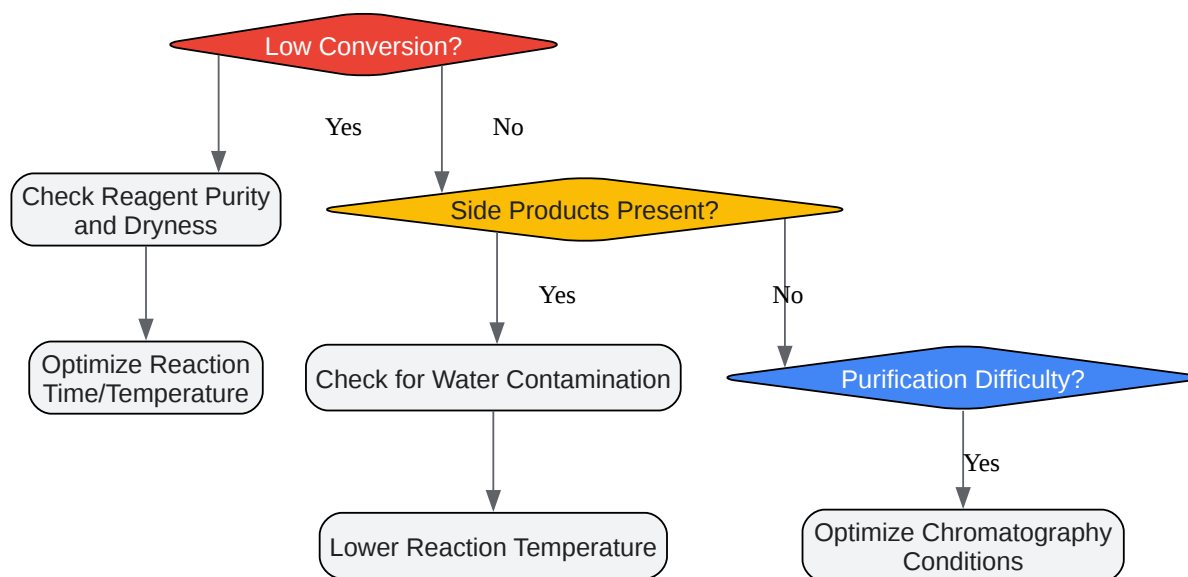 Low Conversion?
Yes
No
Check Reagent Purity
and Dryness
Side Products Present?
Yes
No
Optimize Reaction
Time/Temperature
Check for Water Contamination
Purification Difficulty?
Yes
Lower Reaction Temperature
Optimize Chromatography
Conditions